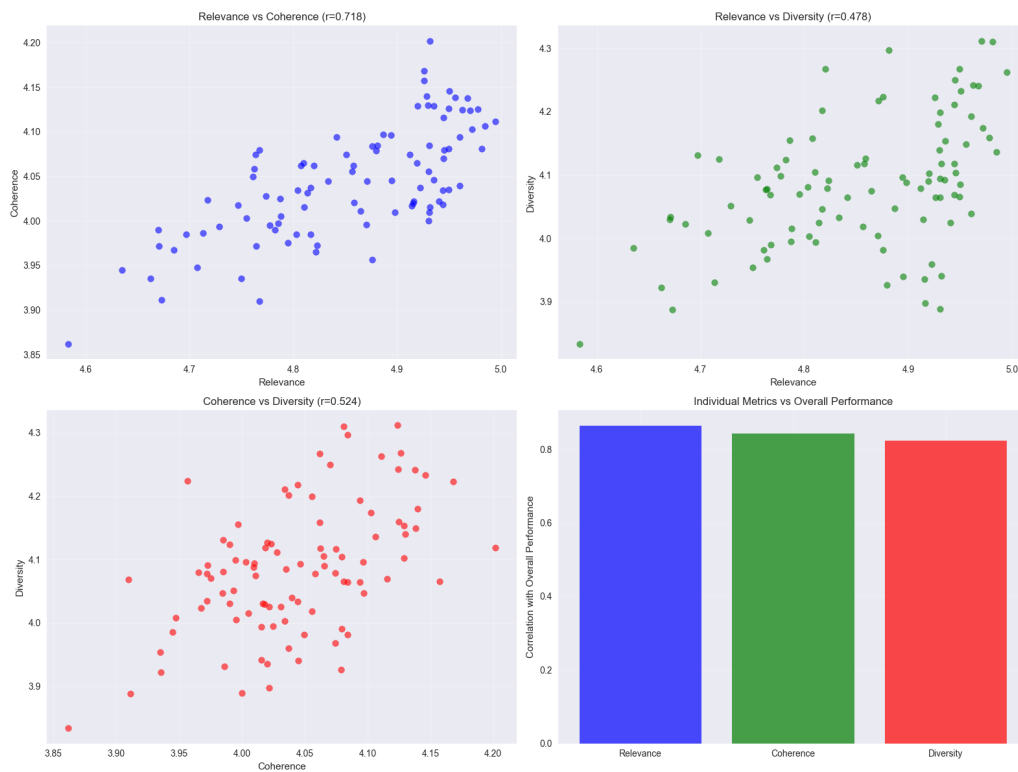 Relevance vs Coherence (r=0.718)
Coherence
4.20
4.15
4.10
4.05
4.00
3.95
3.90
3.85
4.6 4.7 4.8 4.9 5.0
Relevance
Relevance vs Diversity (r=0.478)
Diversity
4.3
4.2
4.1
4.0
3.9
4.6 4.7 4.8 4.9 5.0
Relevance
Coherence vs Diversity (r=0.524)
Diversity
4.3
4.2
4.1
4.0
3.9
3.85 3.90 3.95 4.00 4.05 4.10 4.15 4.20
Coherence
Individual Metrics vs Overall Performance
Correlation with Overall Performance
0.8
0.6
0.4
0.2
0.0
Relevance Coherence Diversity